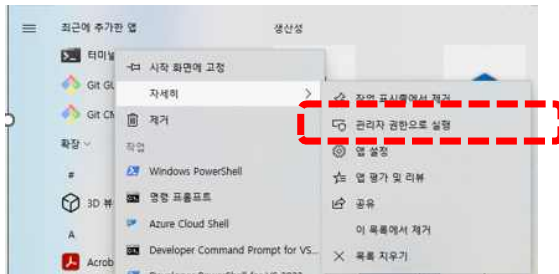 최근에 추가한 앱
생산성
터미널
Git GU
Git CM
확장
#
3D 뷰
A
Acrob
시작 화면에 고정
자세히
제거
작업
Windows PowerShell
명령 프롬프트
Azure Cloud Shell
Developer Command Prompt for VS...
작업 표시줄에서 제거
관리자 권한으로 실행
앱 설정
앱 평가 및 리뷰
공유
이 목록에서 제거
목록 지우기